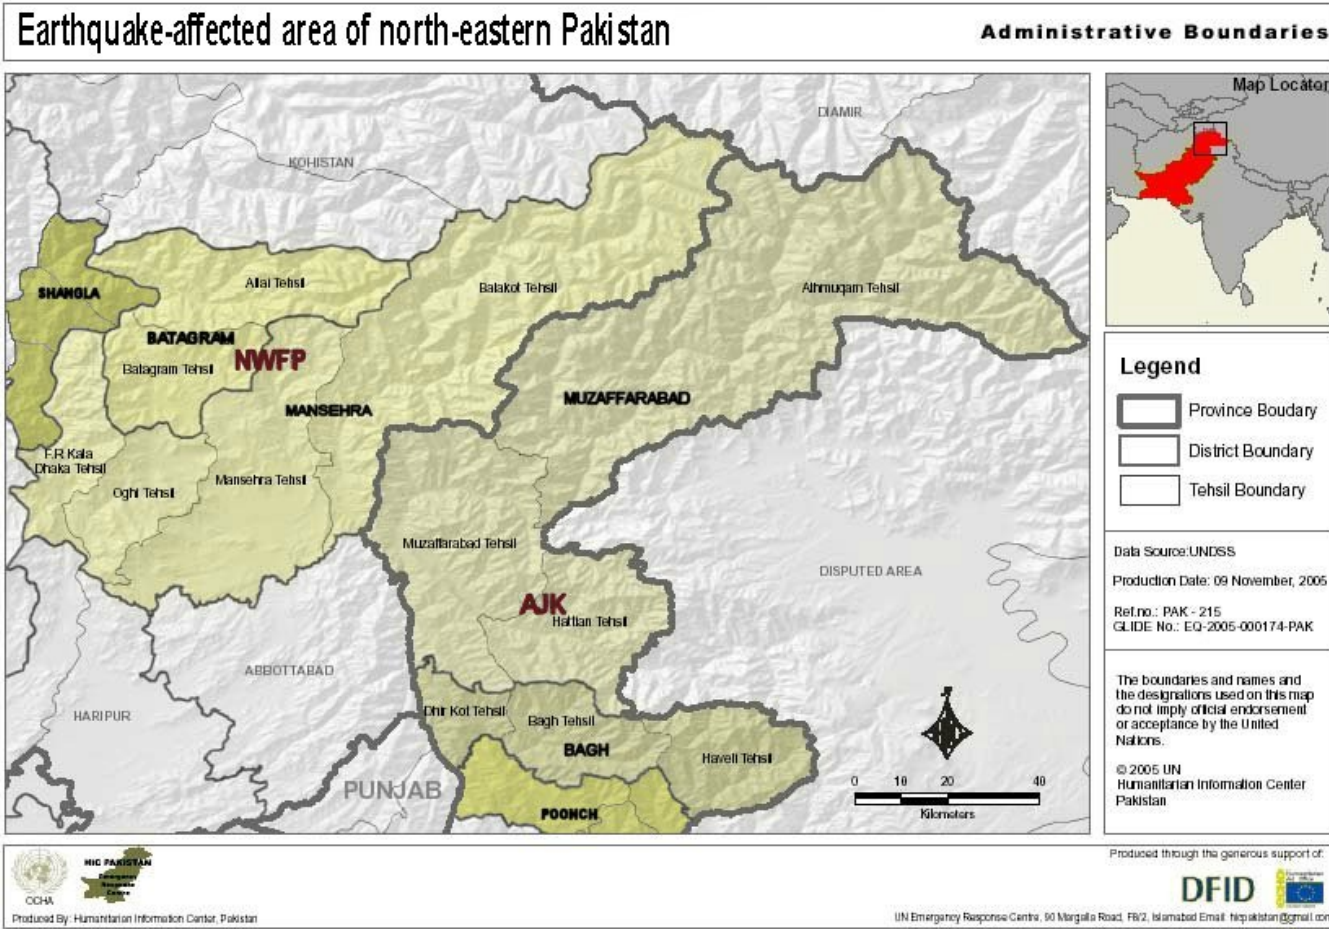 Earthquake-affected area of north-eastern Pakistan
Administrative Boundaries
Map Locator
DIAMIR
KOHISTAN
Allai Tehsil
Balakot Tehsil
Athmuqam Tehsil
SHANGLA
BATAGRAM
NWFP
Batagram Tehsil
MUZAFFARABAD
MANSEHRA
F.R Kala
Dhaka Tehsil
Oghi Tehsil
Mansehra Tehsil
Muzaffarabad Tehsil
DISPUTED AREA
AJK
Hattian Tehsil
ABBOTTABAD
HARIPUR
Dhir Kot Tehsil
Bagh Tehsil
BAGH
Haveli Tehsil
PUNJAB
POONCH
0 10 20 40
Kilometers
Legend
Province Boudary
District Boundary
Tehsil Boundary
Data Source:UNDSS
Production Date: 09 November, 2005
Ref.no.: PAK - 215
GLIDE No.: EQ-2005-000174-PAK
The boundaries and names and
the designations used on this map
do not imply official endorsement
or acceptance by the United
Nations.
© 2005 UN
Humanitarian Information Center
Pakistan
OCHA
HIC PAKISTAN
Emergency
Response
Centre
Produced By: Humanitarian Information Center, Pakistan
Produced through the generous support of:
DFID
ECHO
UN Emergency Response Centre, 90 Margalla Road, F8/2, Islamabad Email: hicpakistan@gmail.com